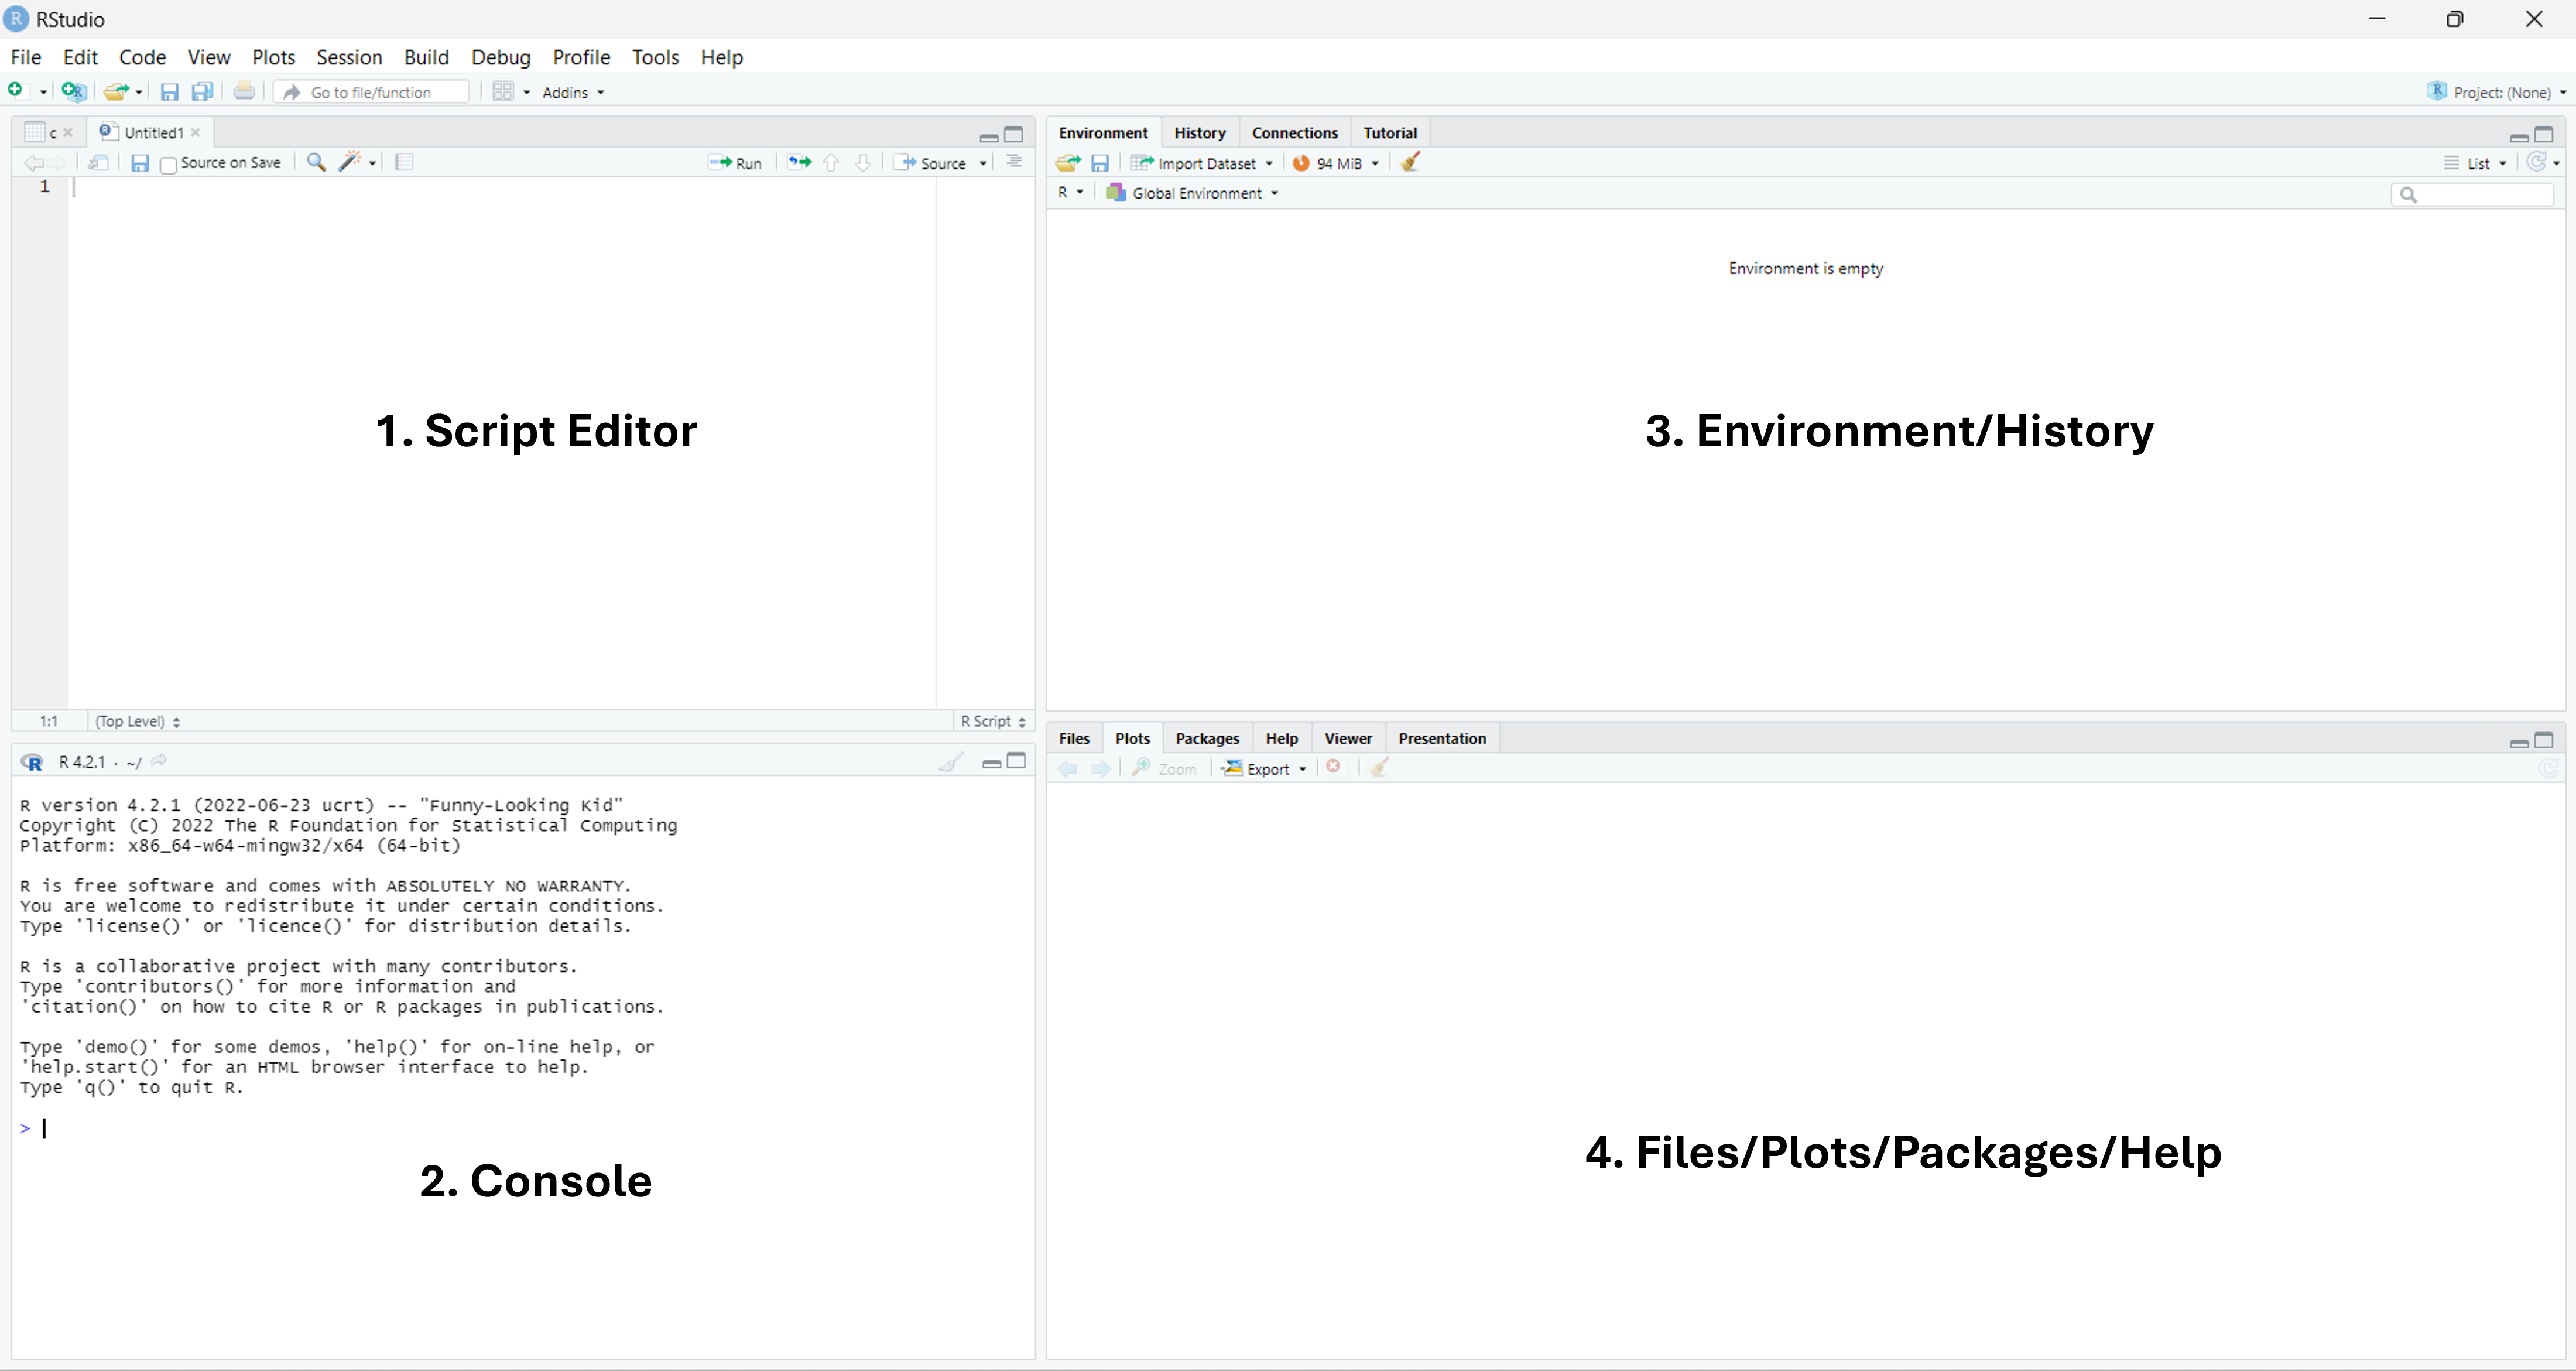 RStudio
File Edit Code View Plots Session Build Debug Profile Tools Help
Go to file/function Addins Project: (None)
c Untitled1
Source on Save Run Source
1
1. Script Editor
1:1 (Top Level) R Script
R 4.2.1 · ~/
R version 4.2.1 (2022-06-23 ucrt) -- "Funny-Looking Kid"
Copyright (C) 2022 The R Foundation for Statistical Computing
Platform: x86_64-w64-mingw32/x64 (64-bit)
R is free software and comes with ABSOLUTELY NO WARRANTY.
You are welcome to redistribute it under certain conditions.
Type 'license()' or 'licence()' for distribution details.
R is a collaborative project with many contributors.
Type 'contributors()' for more information and
'citation()' on how to cite R or R packages in publications.
Type 'demo()' for some demos, 'help()' for on-line help, or
'help.start()' for an HTML browser interface to help.
Type 'q()' to quit R.
>
2. Console
Environment History Connections Tutorial
Import Dataset 94 MiB List
R Global Environment
Environment is empty
3. Environment/History
Files Plots Packages Help Viewer Presentation
Zoom Export
4. Files/Plots/Packages/Help